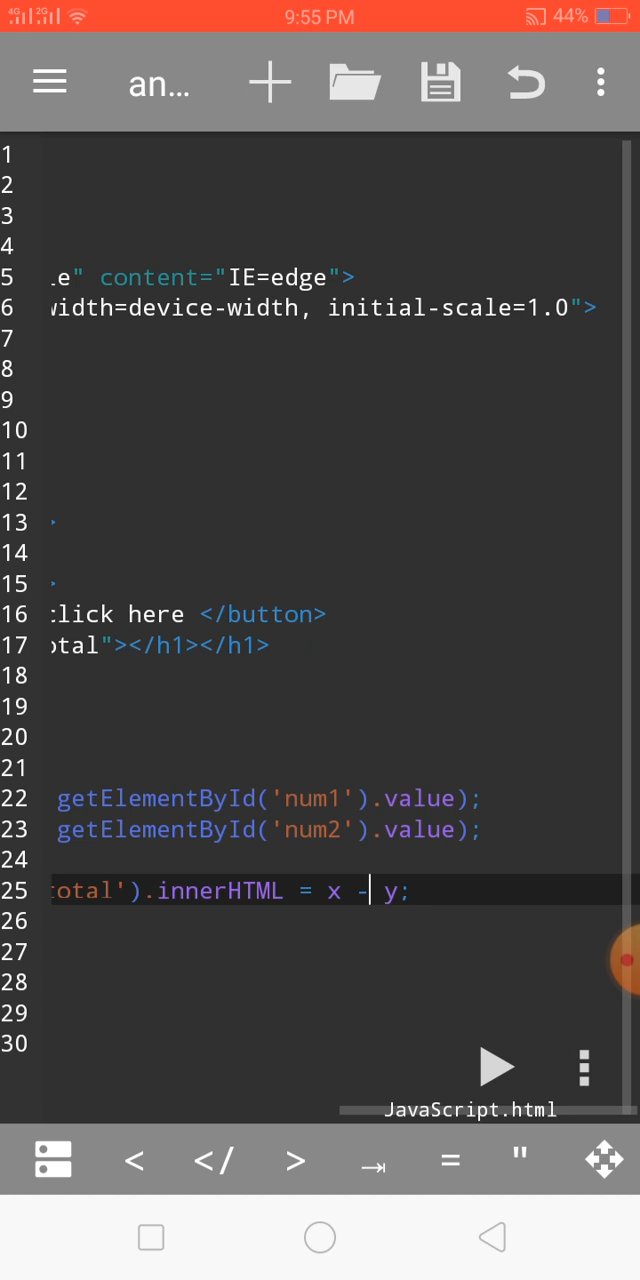 4G 2G 9:55 PM 44%
an...
1
2
3
4
5 le" content="IE=edge">
6 width=device-width, initial-scale=1.0">
7
8
9
10
11
12
13 >
14
15 >
16 click here </button>
17 otal"></h1></h1>
18
19
20
21
22 getElementById('num1').value);
23 getElementById('num2').value);
24
25 total').innerHTML = x - y;
26
27
28
29
30
JavaScript.html
< </ > →| = "